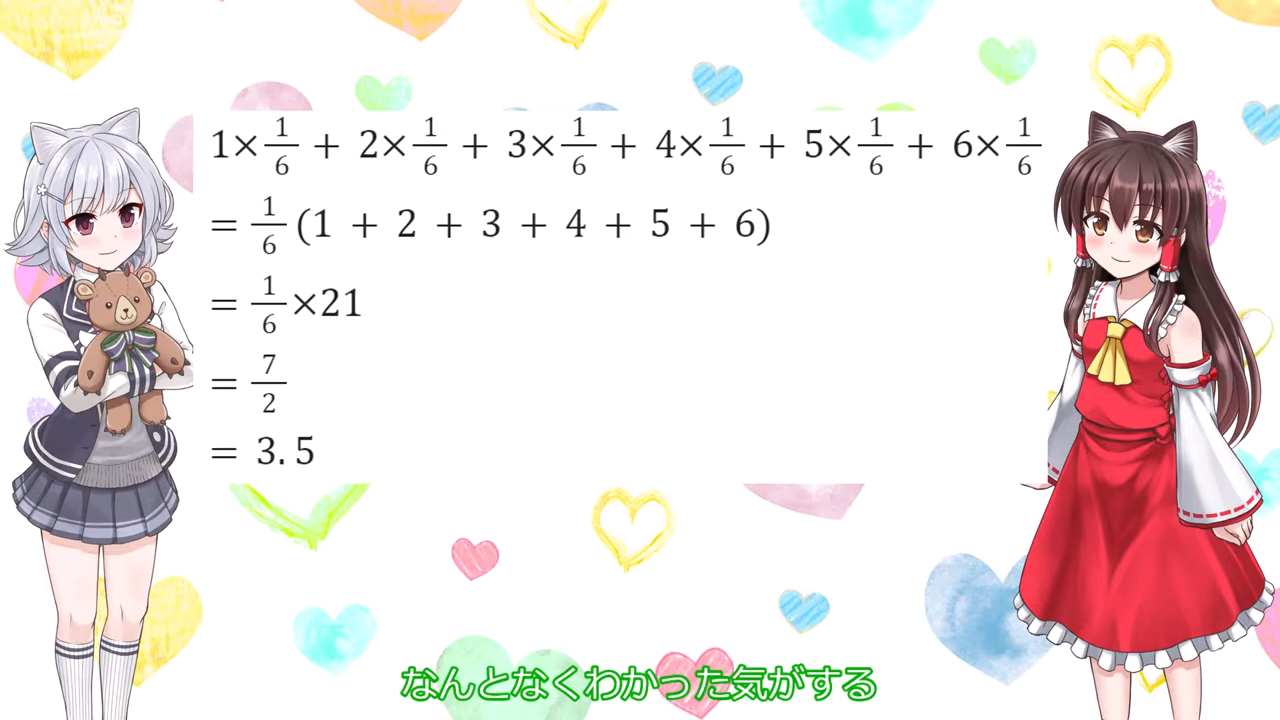 1×1/6 + 2×1/6 + 3×1/6 + 4×1/6 + 5×1/6 + 6×1/6
= 1/6(1 + 2 + 3 + 4 + 5 + 6)
= 1/6×21
= 7/2
= 3.5
なんとなくわかった気がする